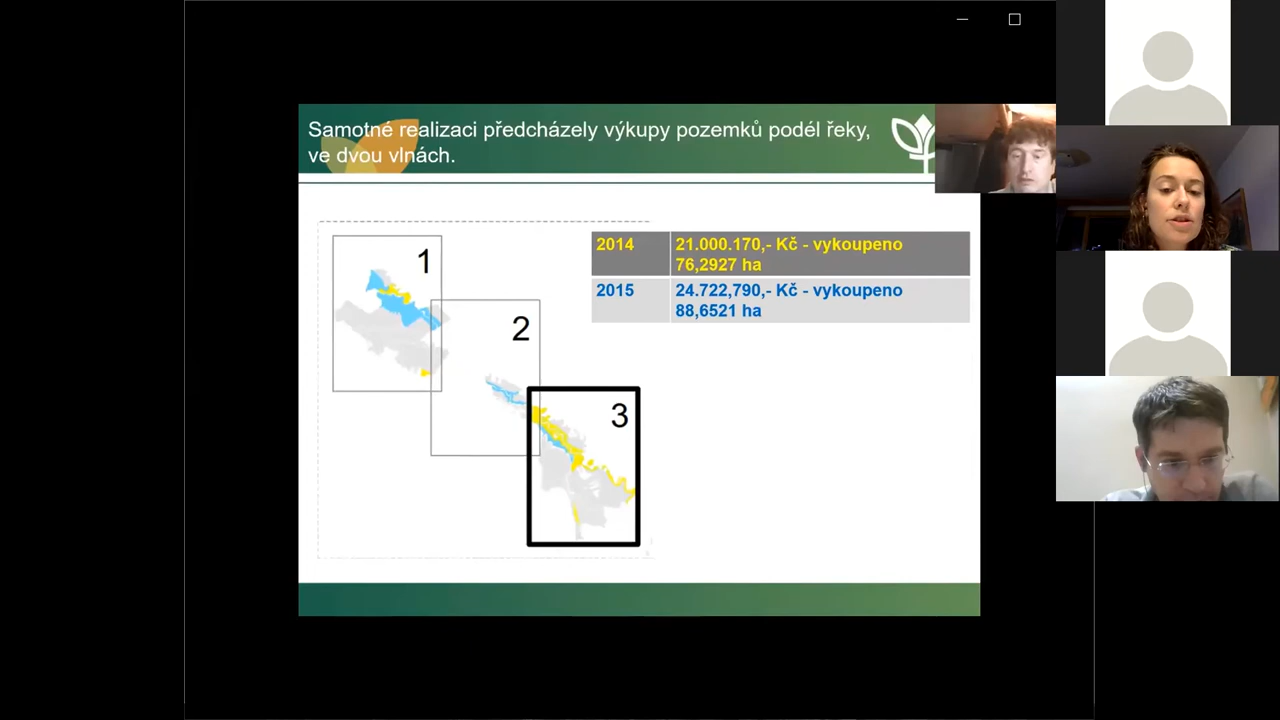 Samotné realizaci předcházely výkupy pozemků podél řeky,
ve dvou vlnách.
1
2
3
2014 21.000.170,- Kč - vykoupeno
76,2927 ha
2015 24.722,790,- Kč - vykoupeno
88,6521 ha